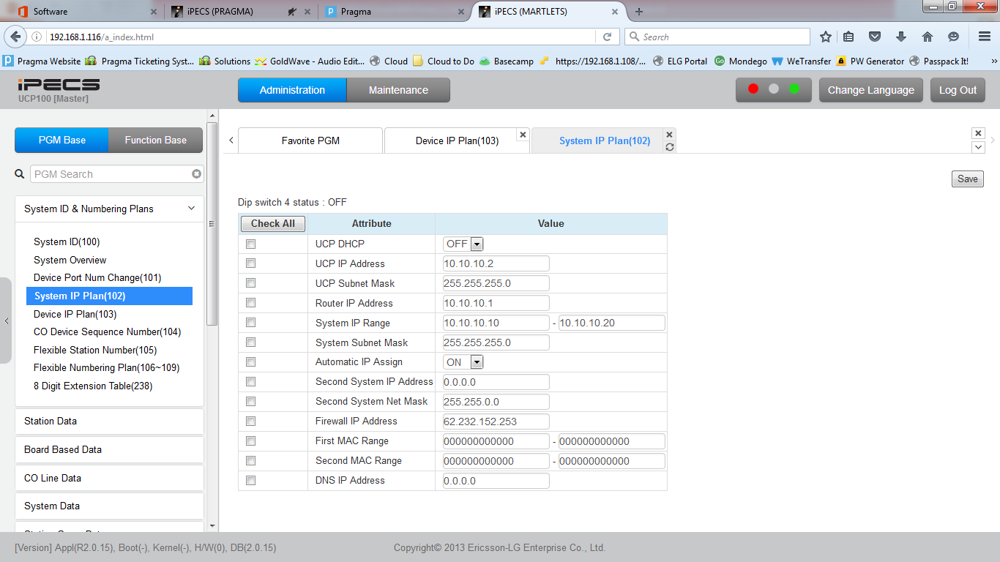 Software
iPECS (PRAGMA)
Pragma
iPECS (MARTLETS)
192.168.1.116/a_index.html
Search
Pragma Website
Pragma Ticketing Syst...
Solutions
GoldWave - Audio Edit...
Cloud
Cloud to Do
Basecamp
https://192.168.1.108/...
ELG Portal
Mondego
WeTransfer
PW Generator
Passpack It!
iPECS
UCP100 [Master]
Administration
Maintenance
Change Language
Log Out
PGM Base
Function Base
PGM Search
System ID & Numbering Plans
System ID(100)
System Overview
Device Port Num Change(101)
System IP Plan(102)
Device IP Plan(103)
CO Device Sequence Number(104)
Flexible Station Number(105)
Flexible Numbering Plan(106~109)
8 Digit Extension Table(238)
Station Data
Board Based Data
CO Line Data
System Data
Favorite PGM
Device IP Plan(103)
System IP Plan(102)
Save
Dip switch 4 status : OFF
Check All Attribute Value
UCP DHCP OFF
UCP IP Address 10.10.10.2
UCP Subnet Mask 255.255.255.0
Router IP Address 10.10.10.1
System IP Range 10.10.10.10 - 10.10.10.20
System Subnet Mask 255.255.255.0
Automatic IP Assign ON
Second System IP Address 0.0.0.0
Second System Net Mask 255.255.0.0
Firewall IP Address 62.232.152.253
First MAC Range 000000000000 - 000000000000
Second MAC Range 000000000000 - 000000000000
DNS IP Address 0.0.0.0
[Version] Appl(R2.0.15), Boot(-), Kernel(-), H/W(0), DB(2.0.15)
Copyright© 2013 Ericsson-LG Enterprise Co., Ltd.